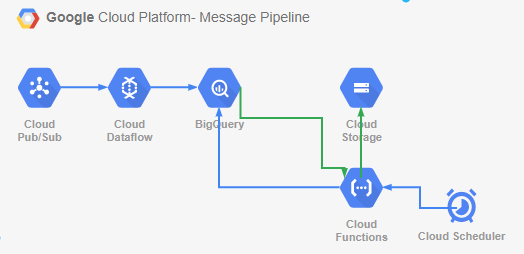 Google Cloud Platform- Message Pipeline
Cloud
Pub/Sub
Cloud
Dataflow
BigQuery
Cloud
Storage
Cloud
Functions
Cloud Scheduler